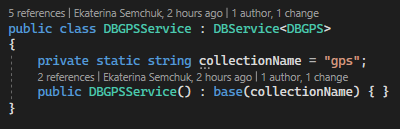 5 references | Ekaterina Semchuk, 2 hours ago | 1 author, 1 change
public class DBGPSService : DBService<DBGPS>
{
private static string collectionName = "gps";
2 references | Ekaterina Semchuk, 2 hours ago | 1 author, 1 change
public DBGPSService() : base(collectionName) { }
}